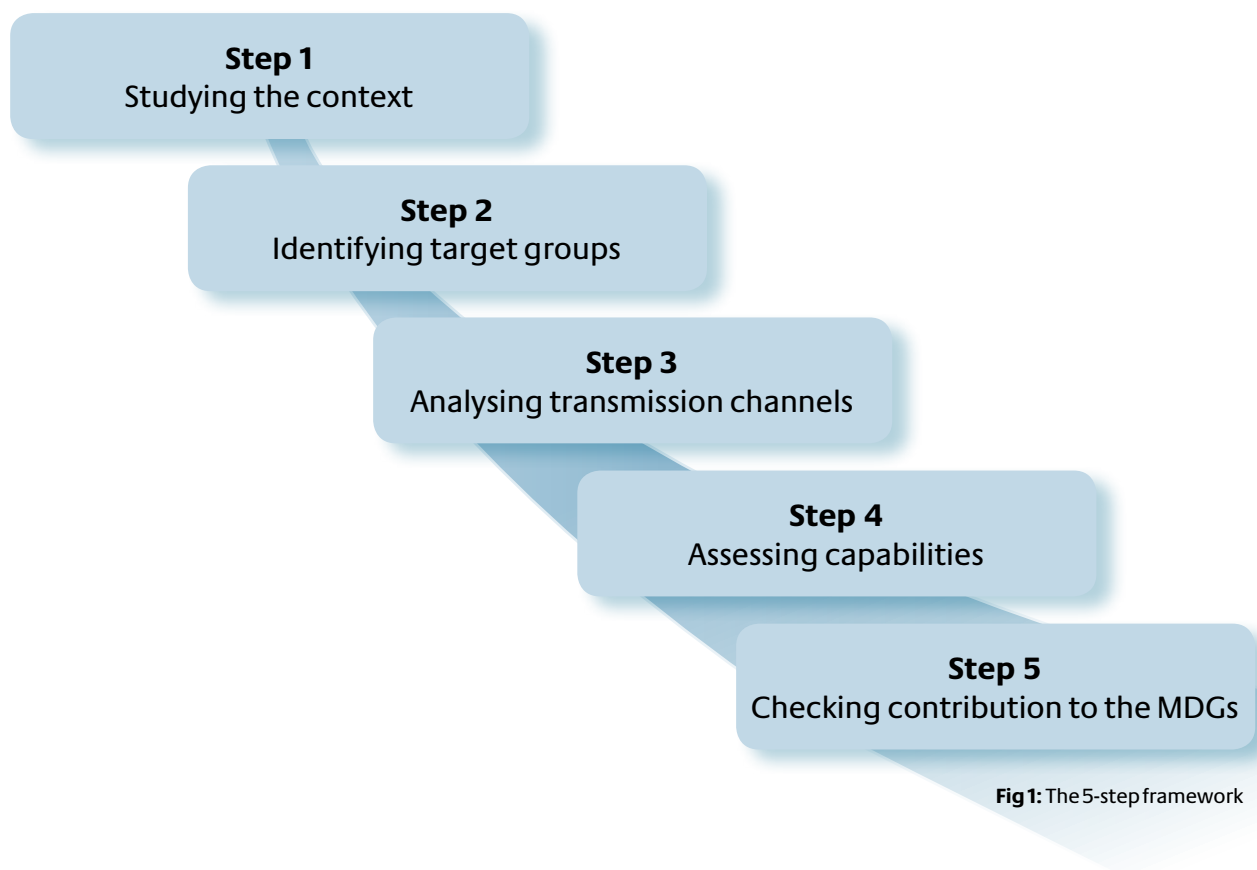 Step 1
Studying the context
Step 2
Identifying target groups
Step 3
Analysing transmission channels
Step 4
Assessing capabilities
Step 5
Checking contribution to the MDGs
Fig 1: The 5-step framework